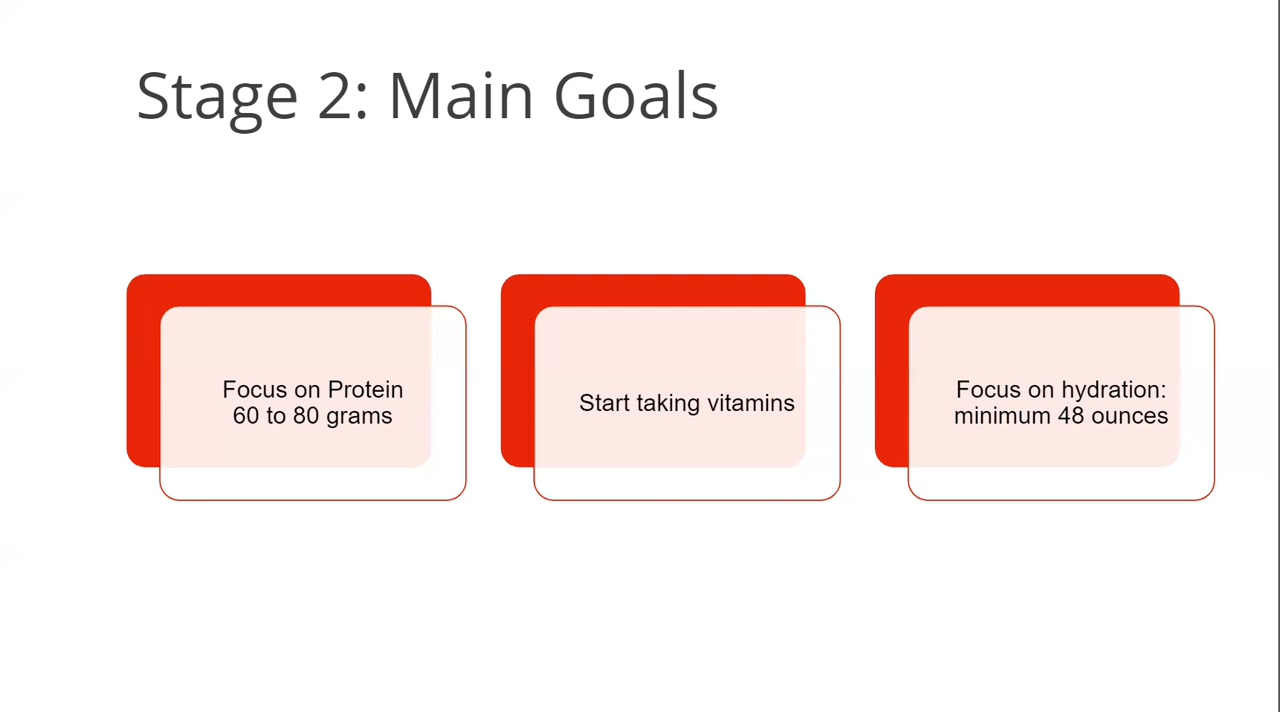 Stage 2: Main Goals
Focus on Protein
60 to 80 grams
Start taking vitamins
Focus on hydration:
minimum 48 ounces